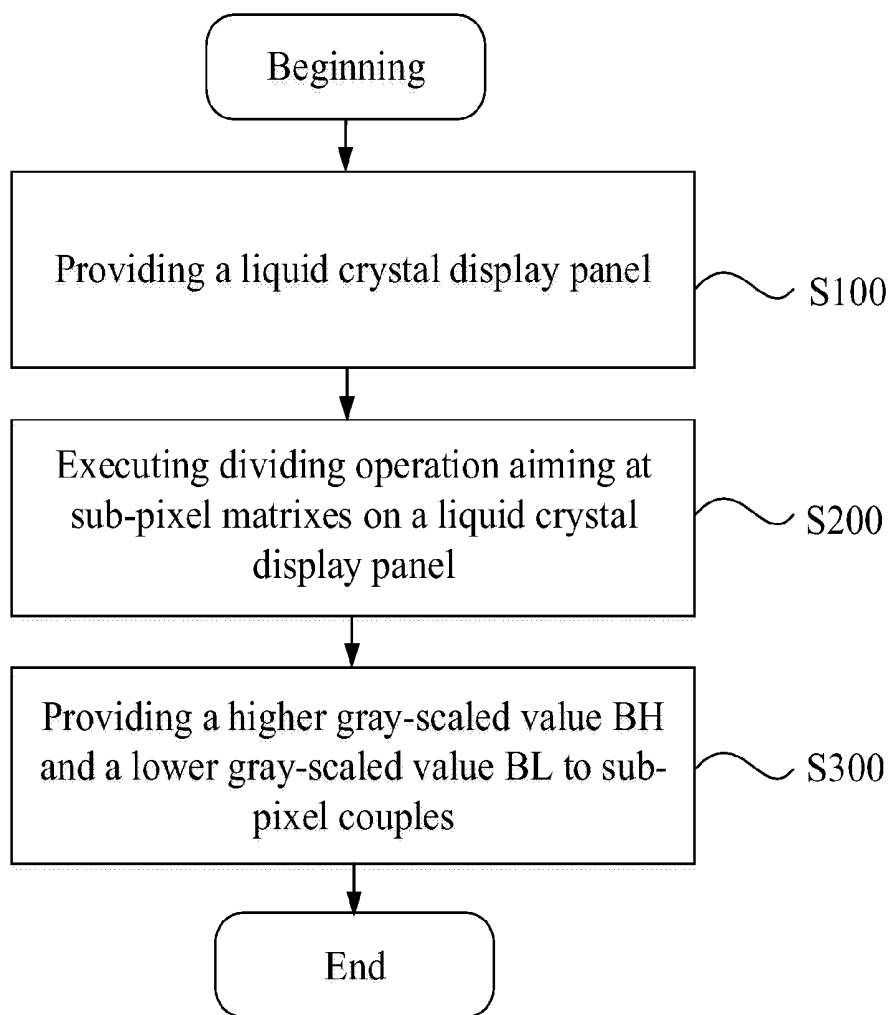 Beginning
Providing a liquid crystal display panel
S100
Executing dividing operation aiming at
sub-pixel matrixes on a liquid crystal
display panel
S200
Providing a higher gray-scaled value BH
and a lower gray-scaled value BL to sub-
pixel couples
S300
End